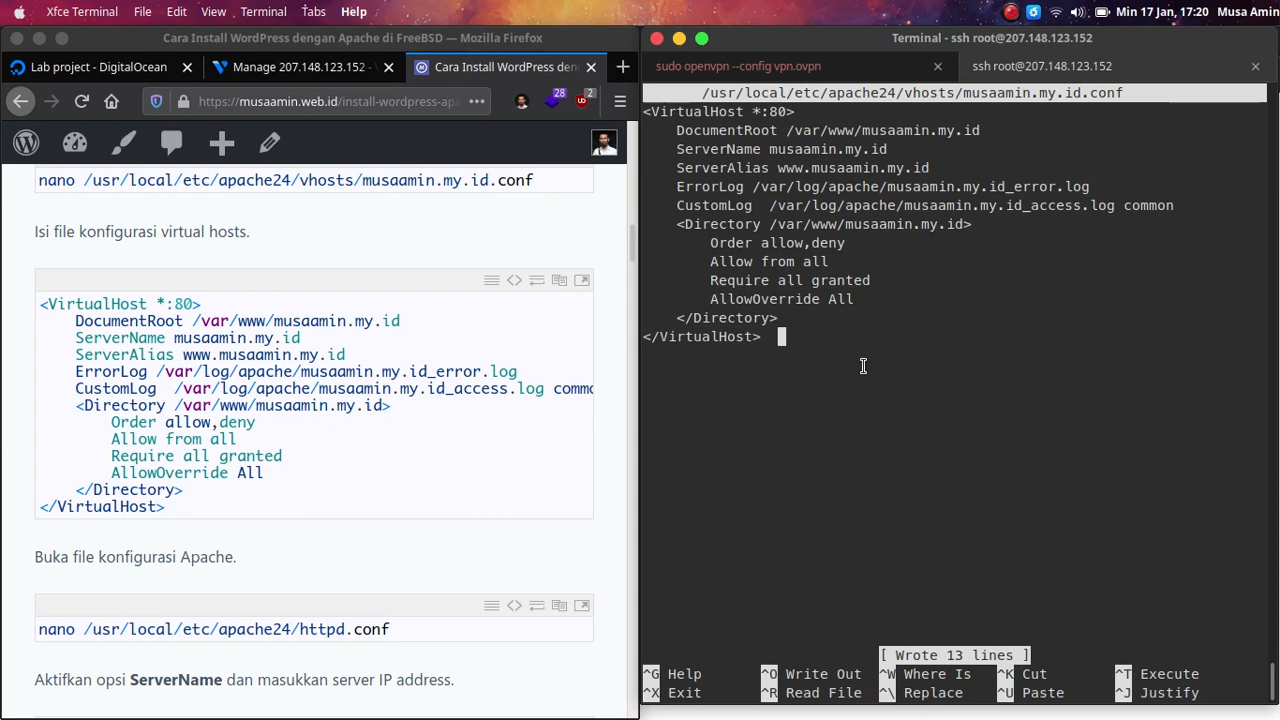 Xfce Terminal File Edit View Terminal Tabs Help Min 17 Jan, 17:20 Musa Amin
Cara Install WordPress dengan Apache di FreeBSD — Mozilla Firefox
Lab project - DigitalOcean Manage 207.148.123.152 - Cara Install WordPress den
https://musaamin.web.id/install-wordpress-apa 28 2
nano /usr/local/etc/apache24/vhosts/musaamin.my.id.conf
Isi file konfigurasi virtual hosts.
<VirtualHost *:80>
DocumentRoot /var/www/musaamin.my.id
ServerName musaamin.my.id
ServerAlias www.musaamin.my.id
ErrorLog /var/log/apache/musaamin.my.id_error.log
CustomLog /var/log/apache/musaamin.my.id_access.log commo
<Directory /var/www/musaamin.my.id>
Order allow,deny
Allow from all
Require all granted
AllowOverride All
</Directory>
</VirtualHost>
Buka file konfigurasi Apache.
nano /usr/local/etc/apache24/httpd.conf
Aktifkan opsi ServerName dan masukkan server IP address.
Terminal - ssh root@207.148.123.152
sudo openvpn --config vpn.ovpn ssh root@207.148.123.152
/usr/local/etc/apache24/vhosts/musaamin.my.id.conf
<VirtualHost *:80>
DocumentRoot /var/www/musaamin.my.id
ServerName musaamin.my.id
ServerAlias www.musaamin.my.id
ErrorLog /var/log/apache/musaamin.my.id_error.log
CustomLog /var/log/apache/musaamin.my.id_access.log common
<Directory /var/www/musaamin.my.id>
Order allow,deny
Allow from all
Require all granted
AllowOverride All
</Directory>
</VirtualHost>
[ Wrote 13 lines ]
^G Help ^O Write Out ^W Where Is ^K Cut ^T Execute
^X Exit ^R Read File ^\ Replace ^U Paste ^J Justify